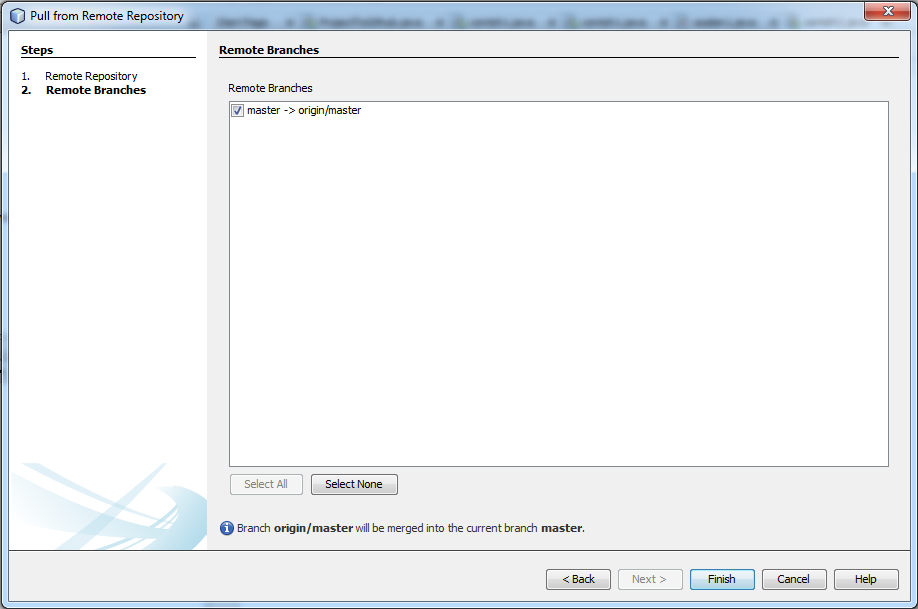 Pull from Remote Repository
Steps
1. Remote Repository
2. Remote Branches
Remote Branches
Remote Branches
master -> origin/master
Select All
Select None
Branch origin/master will be merged into the current branch master.
< Back
Next >
Finish
Cancel
Help